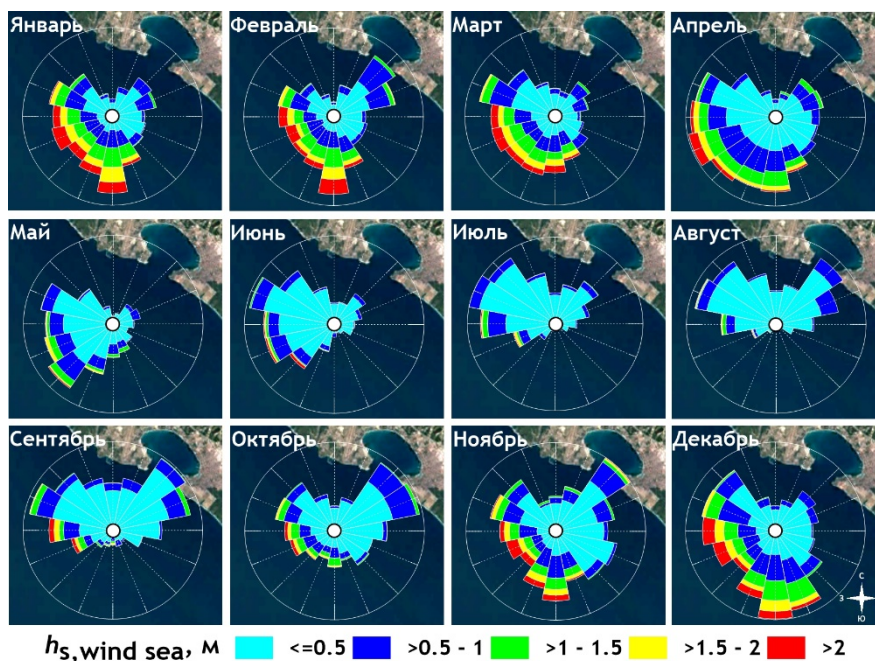 Январь Февраль Март Апрель
Май Июнь Июль Август
Сентябрь Октябрь Ноябрь Декабрь
С
З
Ю
hs,wind sea, м <=0.5 >0.5 - 1 >1 - 1.5 >1.5 - 2 >2